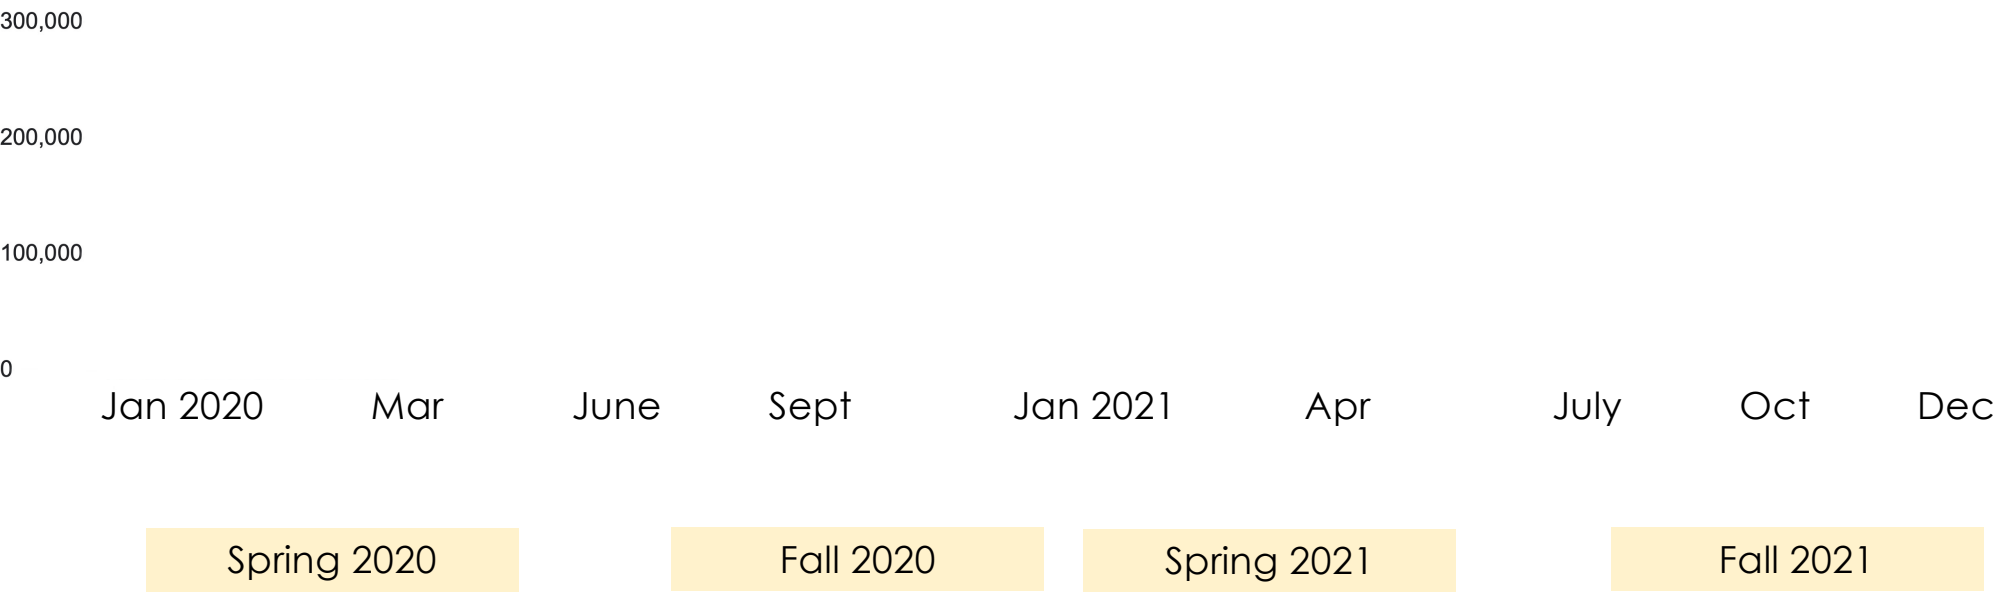 300,000
200,000
100,000
0
Jan 2020 Mar June Sept Jan 2021 Apr July Oct Dec
Spring 2020 Fall 2020 Spring 2021 Fall 2021